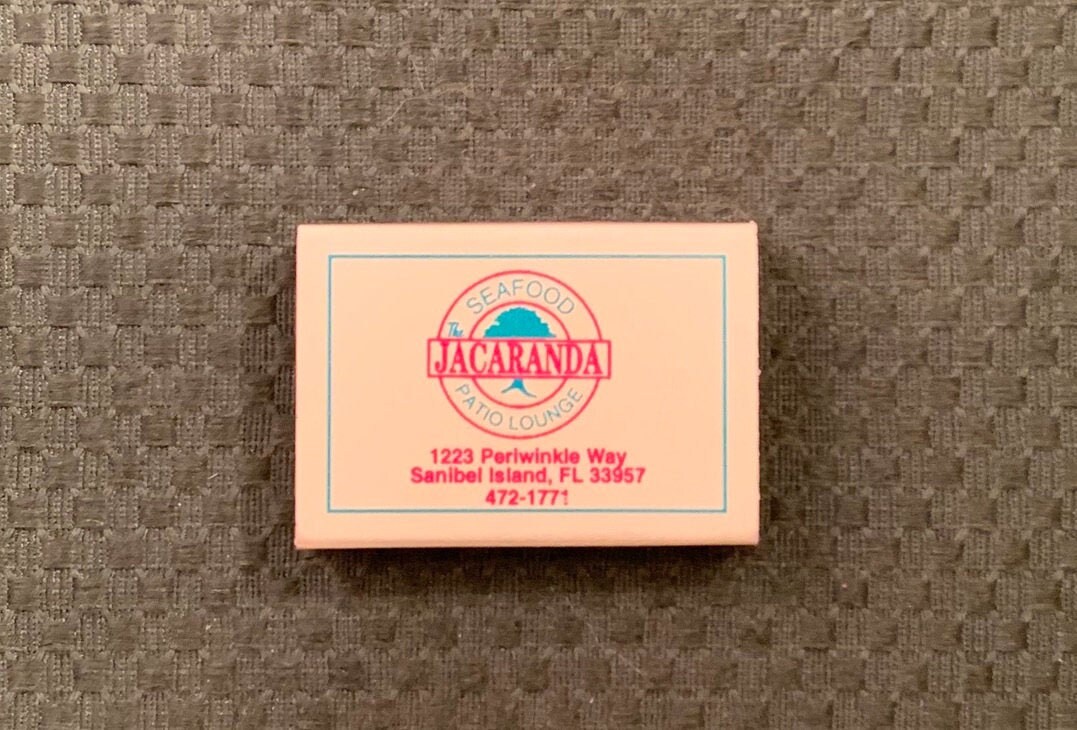 SEAFOOD
The
JACARANDA
PATIO LOUNGE
1223 Periwinkle Way
Sanibel Island, FL 33957
472-1771